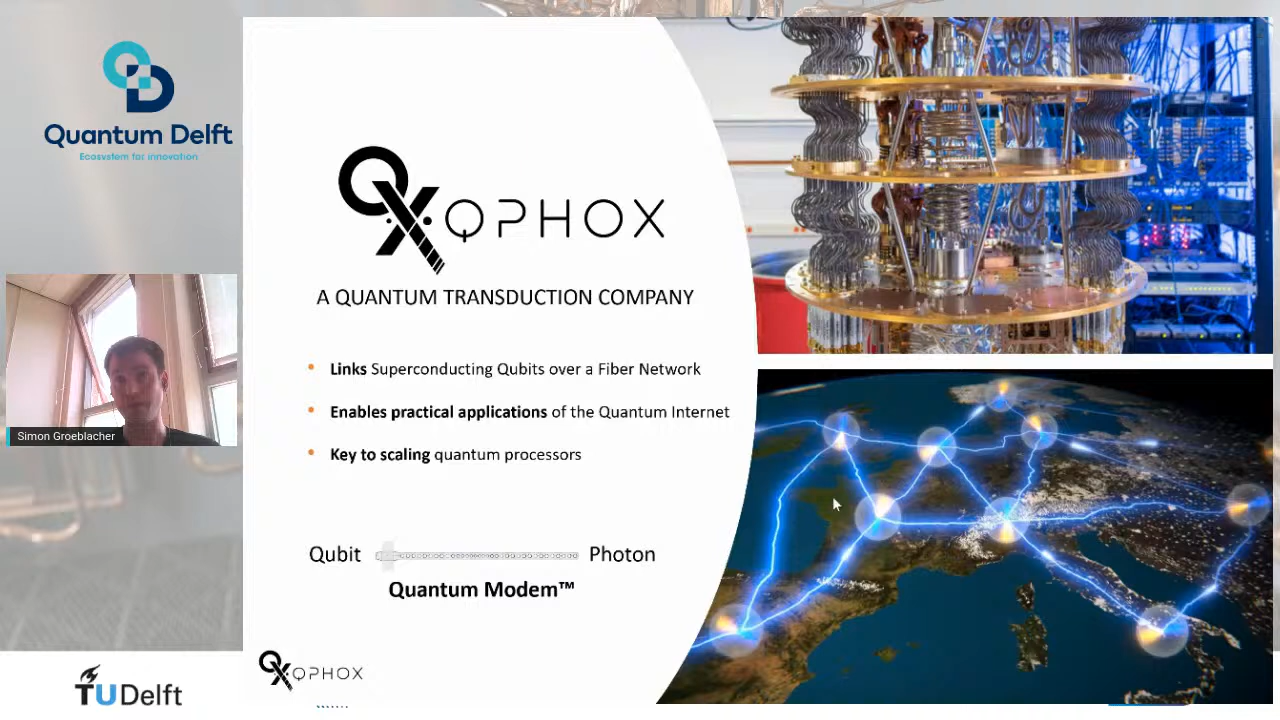 Quantum Delft
Ecosystem for innovation
QPHOX
A QUANTUM TRANSDUCTION COMPANY
• Links Superconducting Qubits over a Fiber Network
• Enables practical applications of the Quantum Internet
• Key to scaling quantum processors
Simon Groeblacher
Qubit Photon
Quantum Modem™
QPHOX
TU Delft